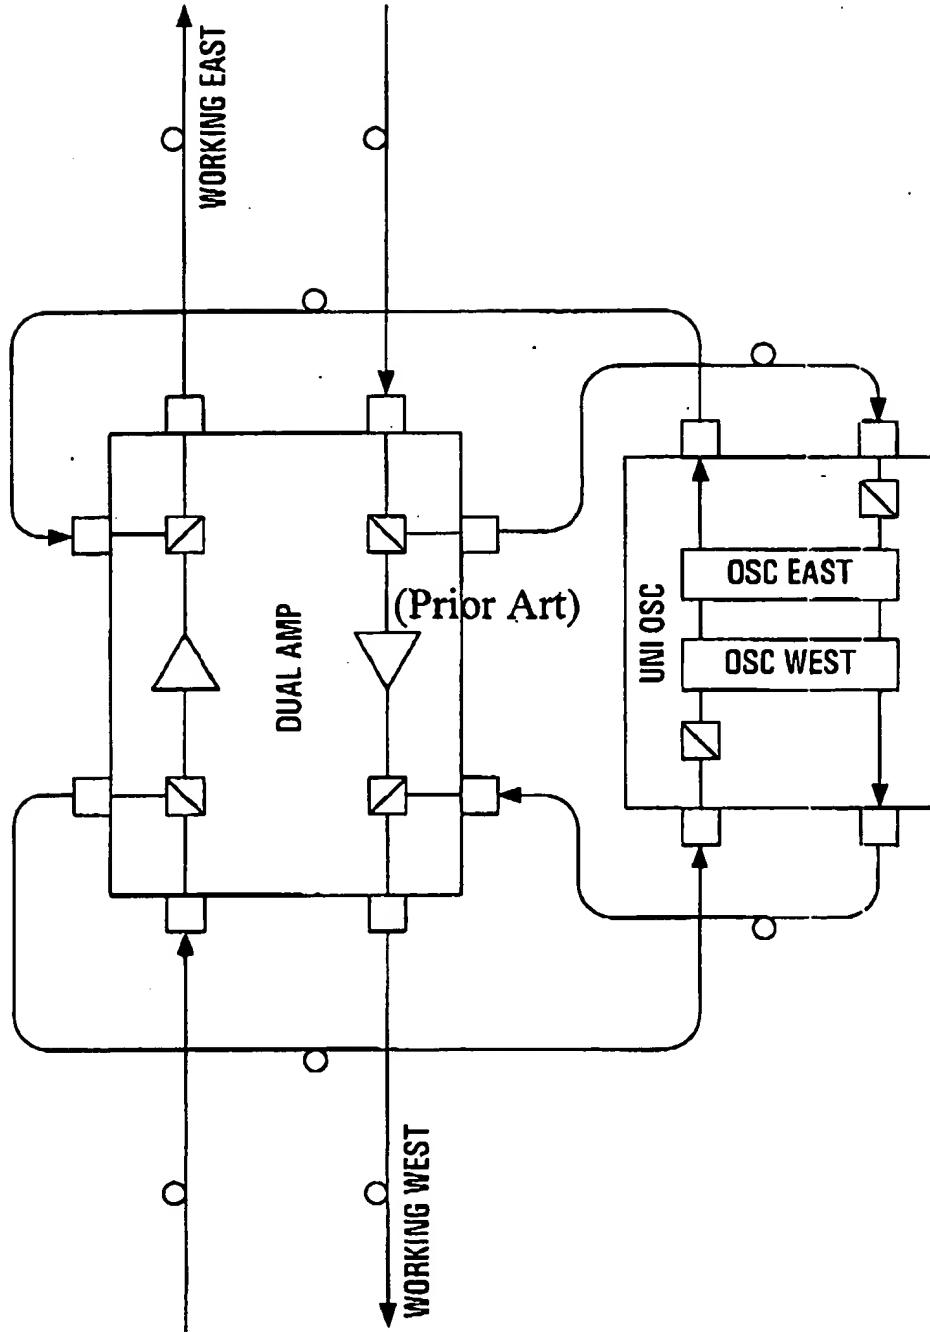 WORKING EAST
(Prior Art)
DUAL AMP
UNI OSC
OSC EAST
OSC WEST
WORKING WEST